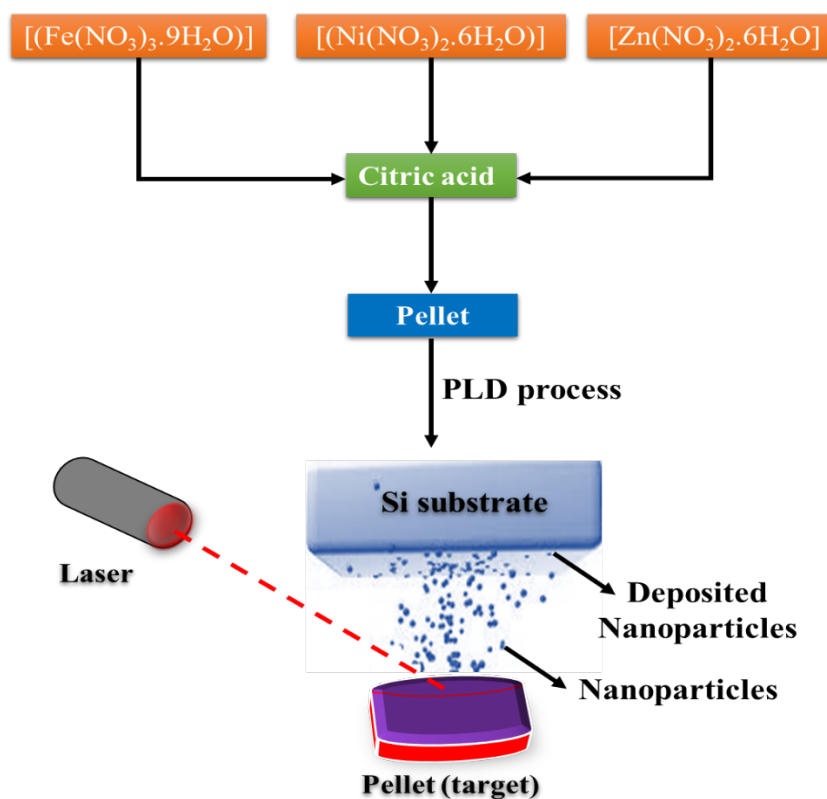 [(Fe(NO₃)₃.9H₂O)]
[(Ni(NO₃)₂.6H₂O)]
[Zn(NO₃)₂.6H₂O]
Citric acid
Pellet
PLD process
Si substrate
Laser
Deposited
Nanoparticles
Nanoparticles
Pellet (target)